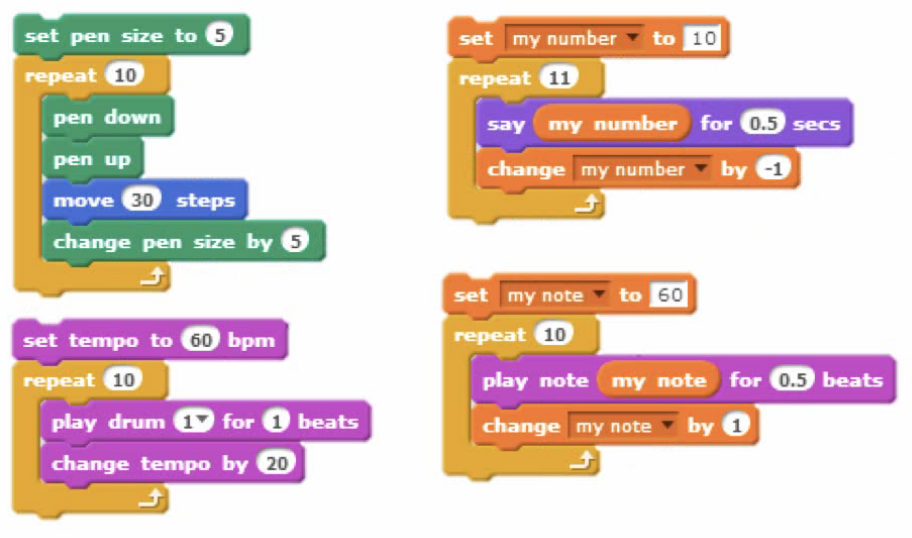 set pen size to 5
repeat 10
pen down
pen up
move 30 steps
change pen size by 5
set tempo to 60 bpm
repeat 10
play drum 1 for 1 beats
change tempo by 20
set my number to 10
repeat 11
say my number for 0.5 secs
change my number by -1
set my note to 60
repeat 10
play note my note for 0.5 beats
change my note by 1